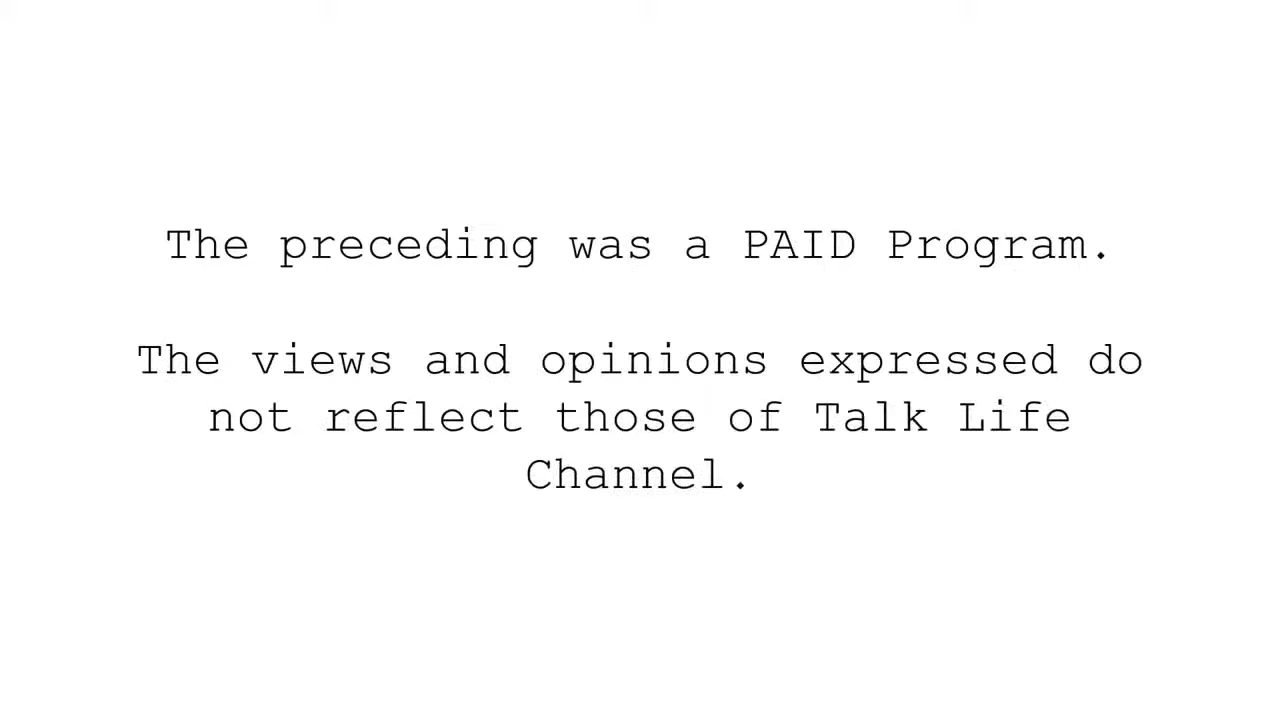 The preceding was a PAID Program.
The views and opinions expressed do
not reflect those of Talk Life
Channel.